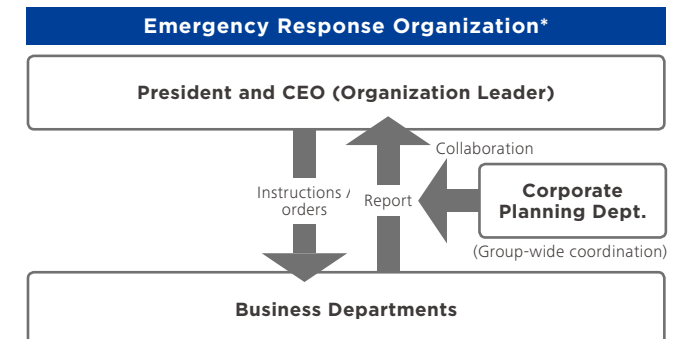 Emergency Response Organization*
President and CEO (Organization Leader)
Collaboration
Instructions /
orders
Report
Corporate
Planning Dept.
(Group-wide coordination)
Business Departments